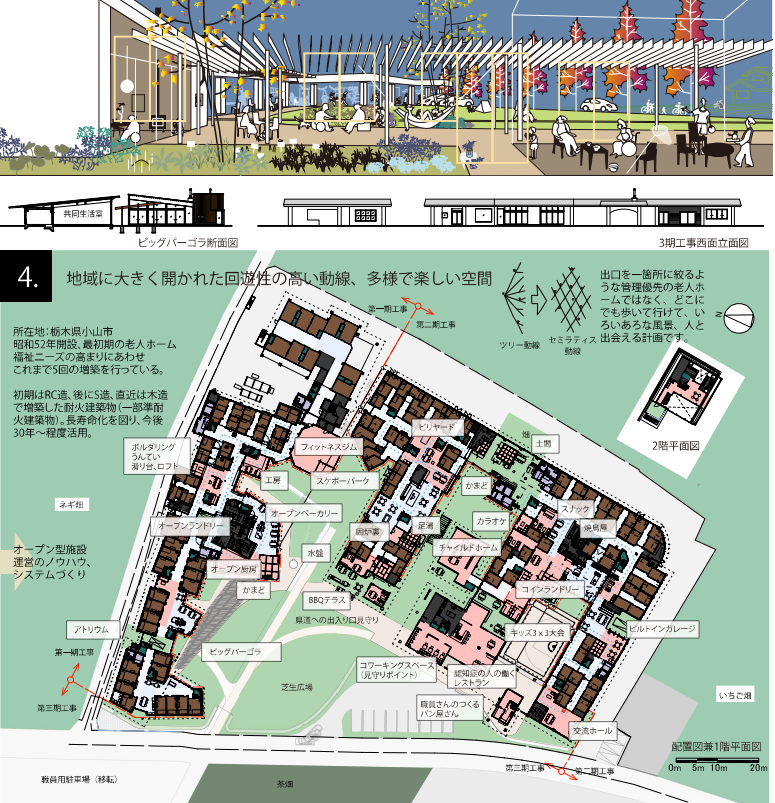 共同生活室
ビッグパーゴラ断面図
3期工事西面立面図
4.
地域に大きく開かれた回遊性の高い動線、多様で楽しい空間
第一期工事
第二期工事
ツリー動線
セミラティス
動線
出口を一箇所に絞るよ
うな管理優先の老人ホ
ームではなく、どこに
でも歩いて行けて、い
ろいあろな風景、人と
出会える計画です。
N
所在地:栃木県小山市
昭和52年開設、最初期の老人ホーム
福祉ニーズの高まりにあわせ
これまで5回の増築を行っている。
初期はRC造、後にS造、直近は木造
で増築した耐火建築物(一部準耐
火建築物)。長寿命化を図り、今後
30年～程度活用。
2階平面図
ボルダリング
うんてい
滑り台、ロフト
フィットネスジム
ビリヤード
畑
土間
工房
スケボーパーク
かまど
スナック
ネギ畑
オープンランドリー
オープンベーカリー
囲炉裏
足湯
カラオケ
焼鳥屋
オープン型施設
運営のノウハウ、
システムづくり
水盤
チャイルドホーム
オープン厨房
かまど
BBQテラス
コインランドリー
県道への出入り口見守り
アトリウム
キッズ3x3大会
ビルトインガレージ
第一期工事
ビッグパーゴラ
コワーキングスペース
(見守りポイント)
認知症の人の働く
レストラン
芝生広場
いちご畑
第三期工事
職員さんのつくる
パン屋さん
交流ホール
配置図兼1階平面図
0m 5m 10m 20m
第三期工事
第二期工事
職員用駐車場（移転）
茶畑